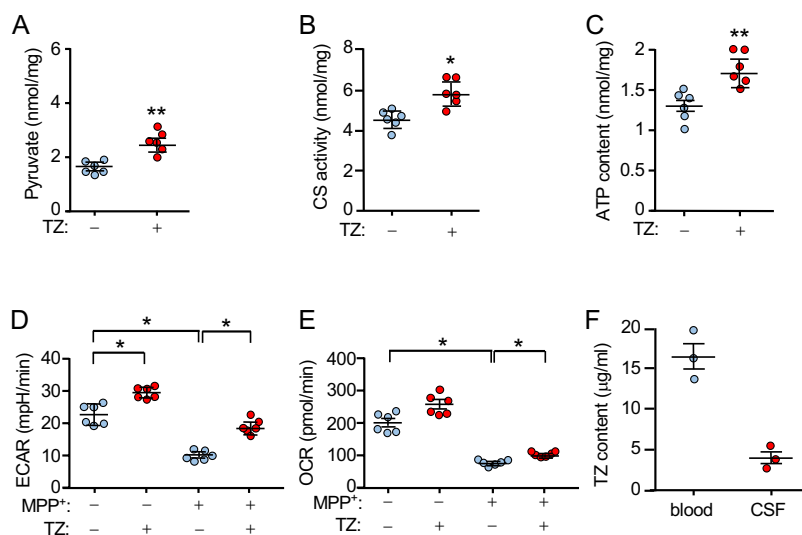 A
Pyruvate (nmol/mg)
6
4
2
0
**
TZ: – +
B
CS activity (nmol/mg)
8
6
4
2
0
*
TZ: – +
C
ATP content (nmol/mg)
2
1.5
1
0.5
0
**
TZ: – +
D
ECAR (mpH/min)
40
30
20
10
0
*
*
*
MPP⁺: – – + +
TZ: – + – +
E
OCR (pmol/min)
400
300
200
100
0
*
*
MPP⁺: – – + +
TZ: – + – +
F
TZ content (µg/ml)
20
15
10
5
0
blood CSF